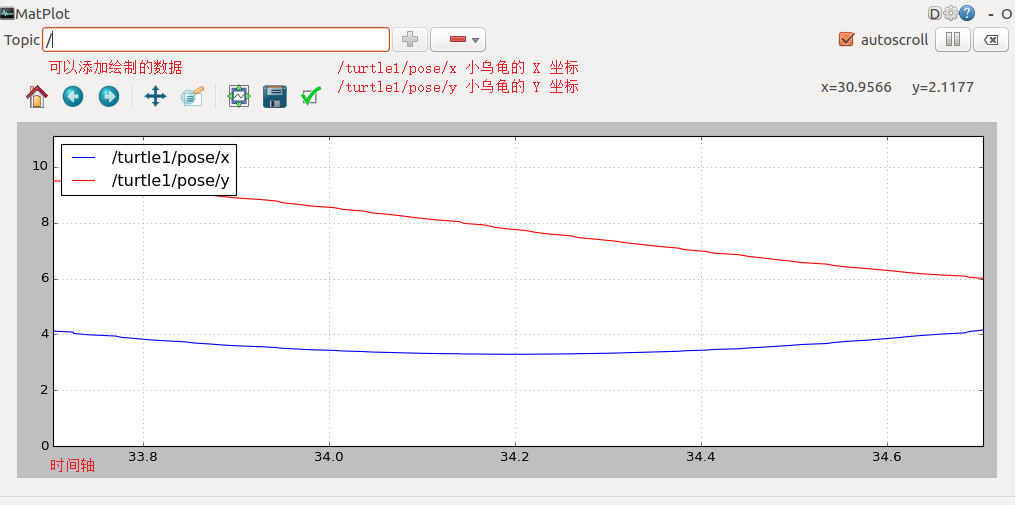 MatPlot
D ? - O
Topic / autoscroll
可以添加绘制的数据
/turtle1/pose/x 小乌龟的 X 坐标
/turtle1/pose/y 小乌龟的 Y 坐标
x=30.9566 y=2.1177
/turtle1/pose/x
/turtle1/pose/y
10
8
6
4
2
0
33.8 34.0 34.2 34.4 34.6
时间轴